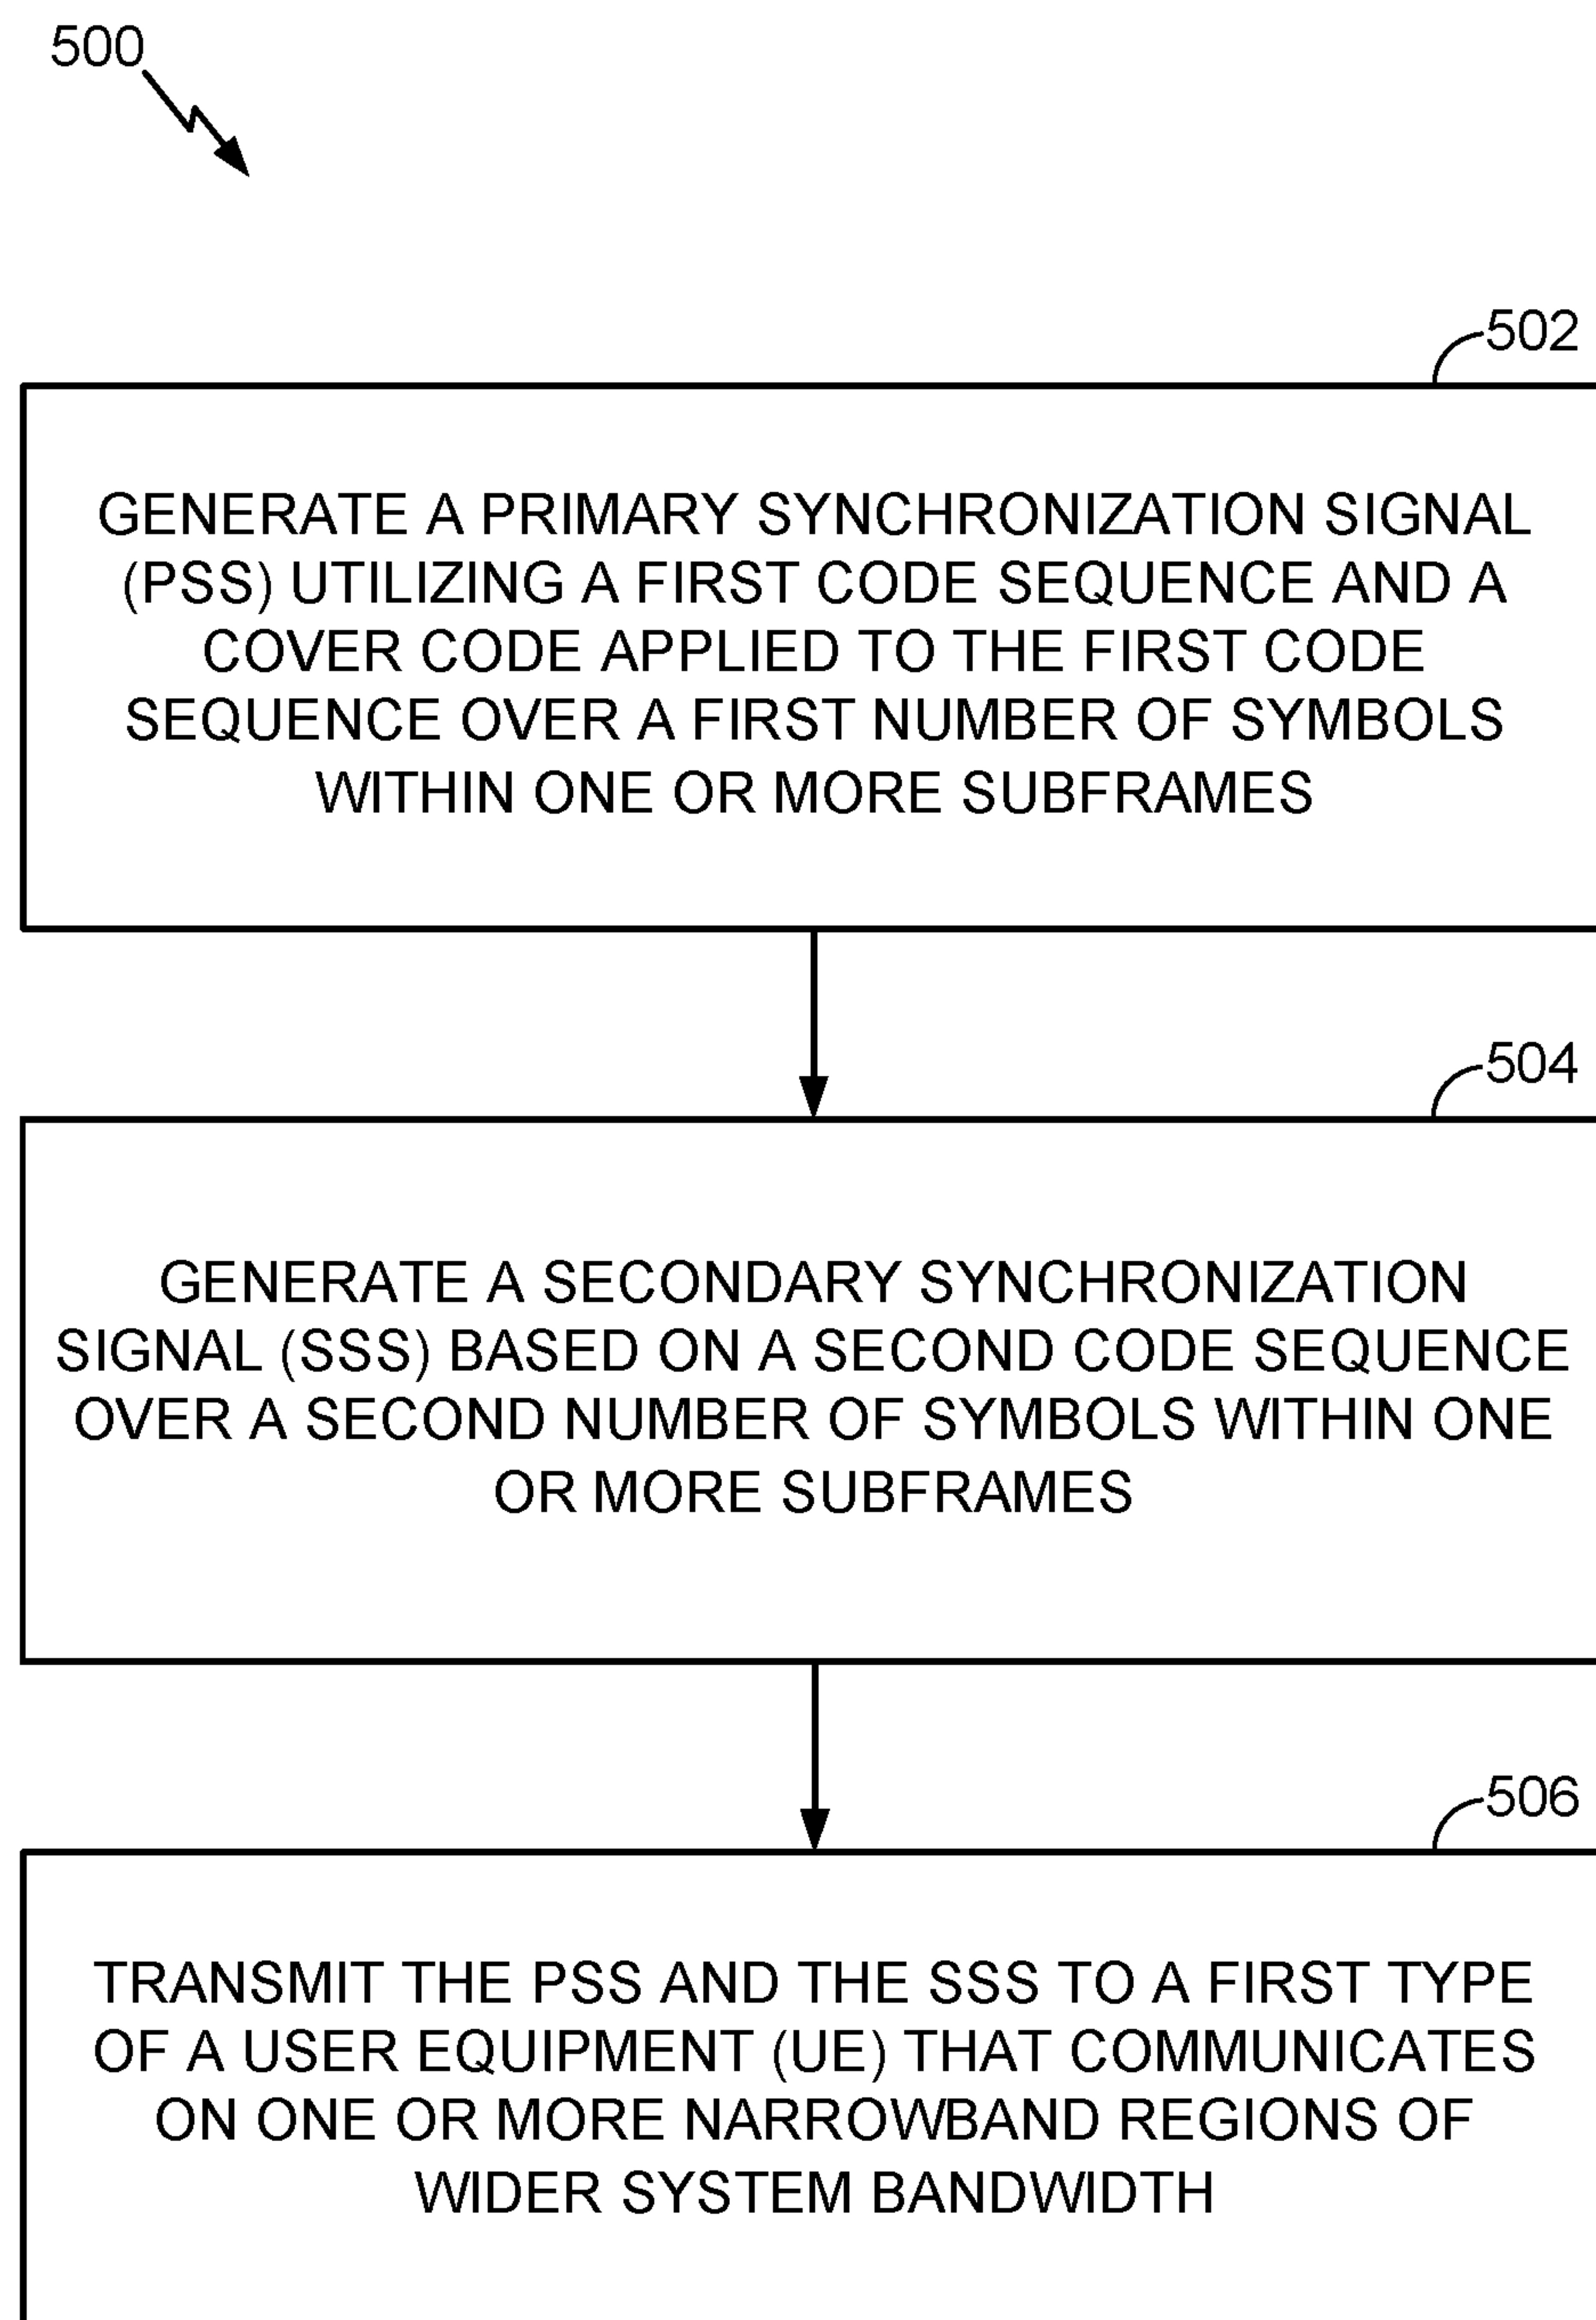 500
502
GENERATE A PRIMARY SYNCHRONIZATION SIGNAL
(PSS) UTILIZING A FIRST CODE SEQUENCE AND A
COVER CODE APPLIED TO THE FIRST CODE
SEQUENCE OVER A FIRST NUMBER OF SYMBOLS
WITHIN ONE OR MORE SUBFRAMES
504
GENERATE A SECONDARY SYNCHRONIZATION
SIGNAL (SSS) BASED ON A SECOND CODE SEQUENCE
OVER A SECOND NUMBER OF SYMBOLS WITHIN ONE
OR MORE SUBFRAMES
506
TRANSMIT THE PSS AND THE SSS TO A FIRST TYPE
OF A USER EQUIPMENT (UE) THAT COMMUNICATES
ON ONE OR MORE NARROWBAND REGIONS OF
WIDER SYSTEM BANDWIDTH